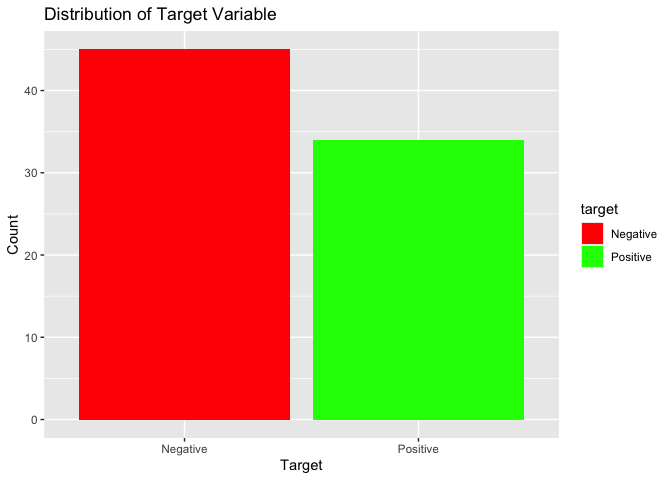 Distribution of Target Variable
Count
40
30
20
10
0
Negative
Positive
Target
target
Negative
Positive